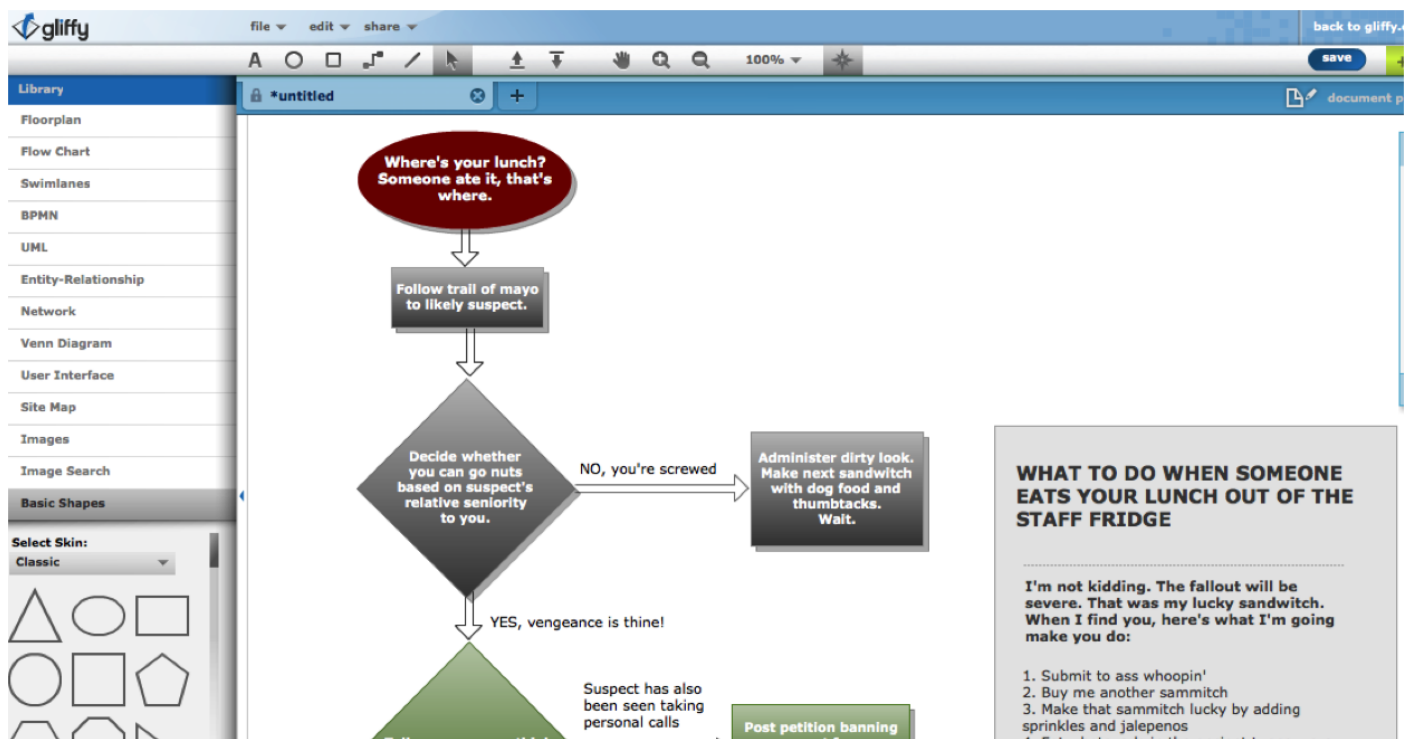 gliffy
file edit share
back to gliffy.
A
100%
save
Library
*untitled
document p
Floorplan
Flow Chart
Swimlanes
BPMN
UML
Entity-Relationship
Network
Venn Diagram
User Interface
Site Map
Images
Image Search
Basic Shapes
Select Skin:
Classic
Where's your lunch?
Someone ate it, that's
where.
Follow trail of mayo
to likely suspect.
Decide whether
you can go nuts
based on suspect's
relative seniority
to you.
NO, you're screwed
Administer dirty look.
Make next sandwitch
with dog food and
thumbtacks.
Wait.
YES, vengeance is thine!
Suspect has also
been seen taking
personal calls
Post petition banning
WHAT TO DO WHEN SOMEONE
EATS YOUR LUNCH OUT OF THE
STAFF FRIDGE
I'm not kidding. The fallout will be
severe. That was my lucky sandwitch.
When I find you, here's what I'm going
make you do:
1. Submit to ass whoopin'
2. Buy me another sammitch
3. Make that sammitch lucky by adding
sprinkles and jalepenos